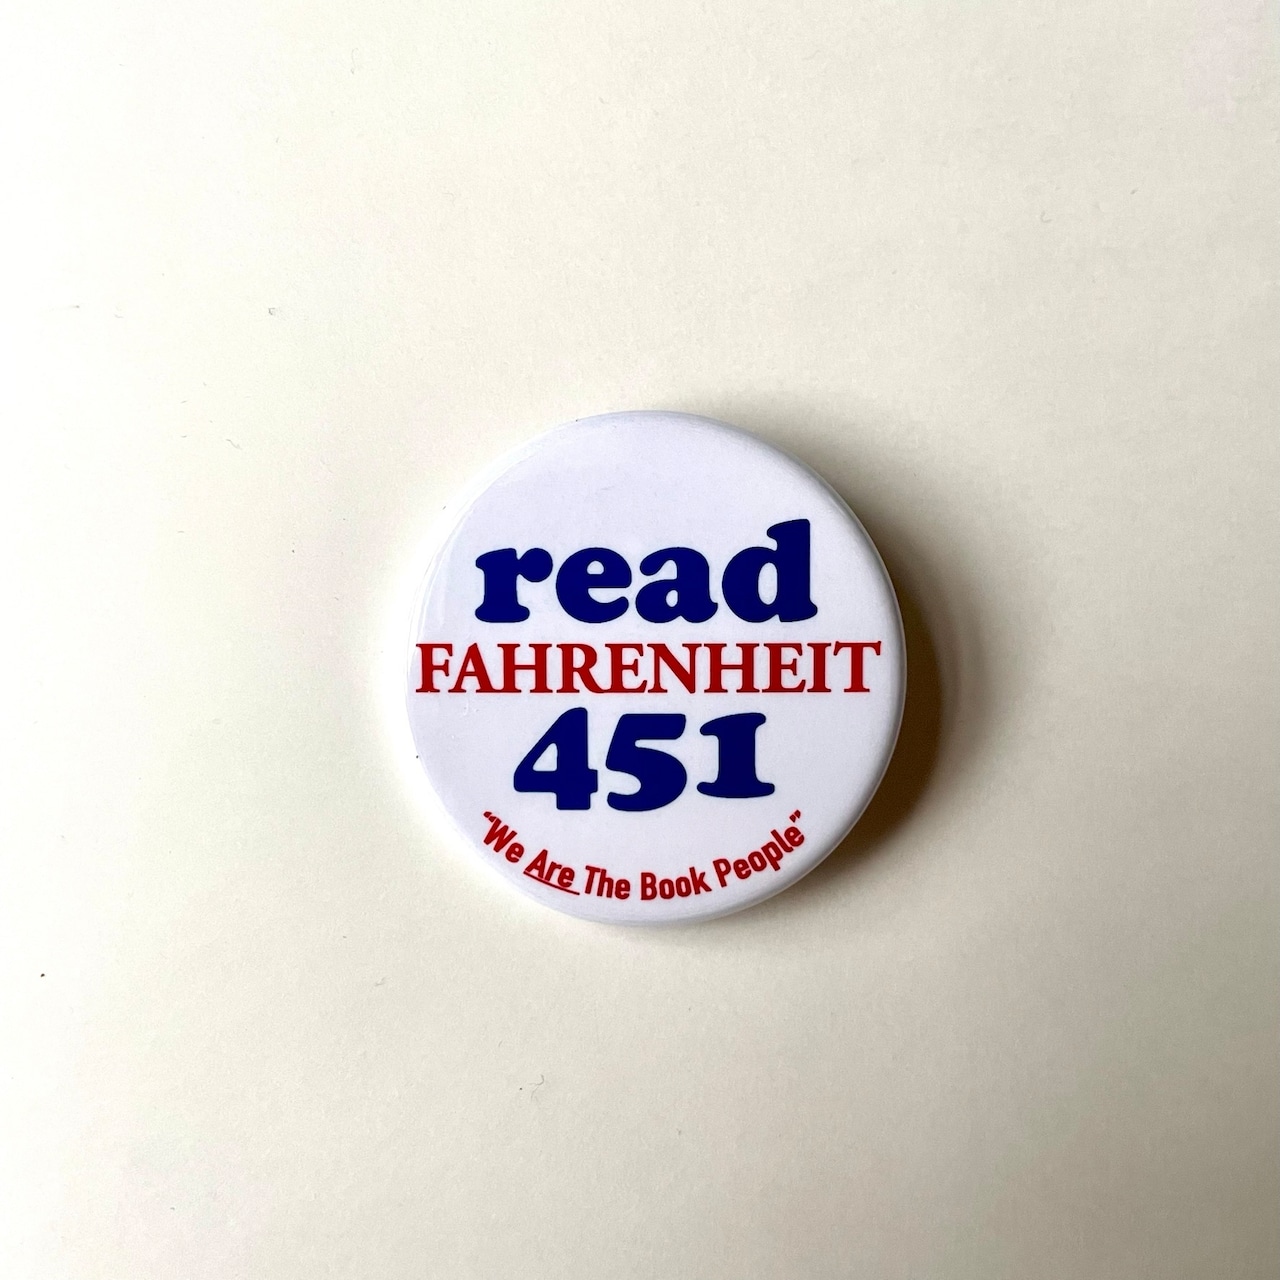 read
FAHRENHEIT
451
“We Are The Book People”